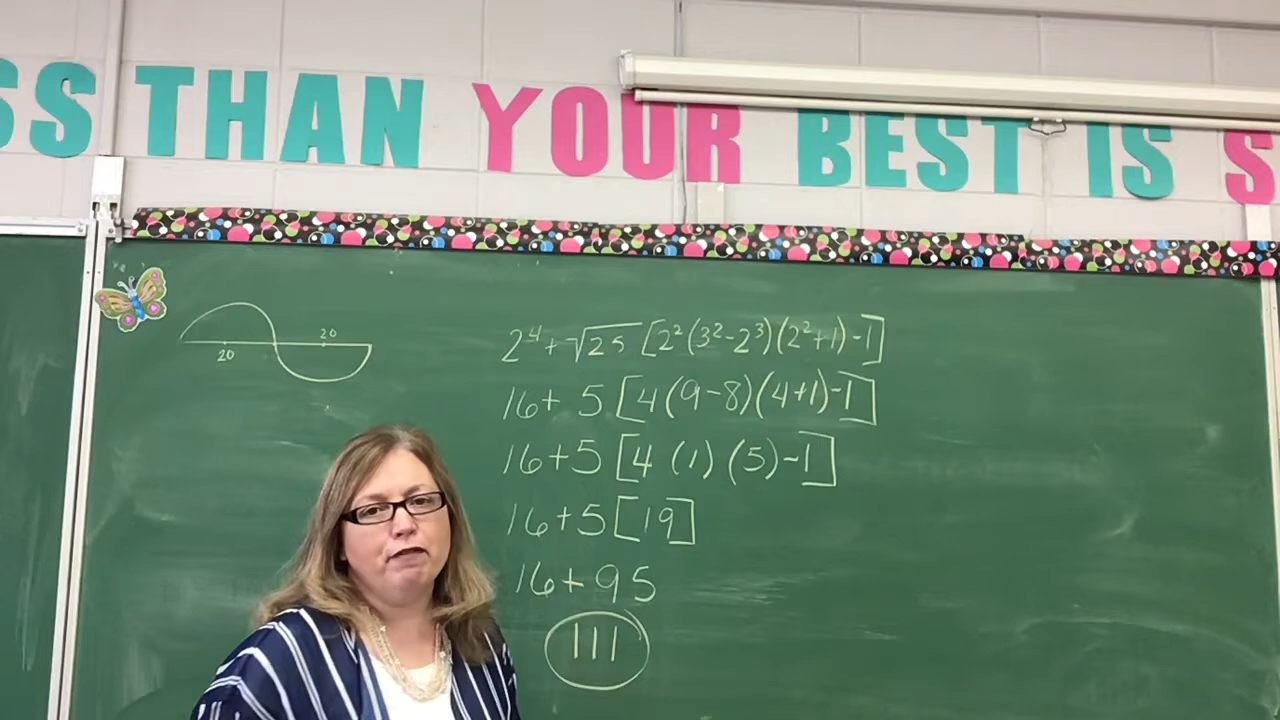 SS THAN YOUR BEST IS S
20
20
2⁴+√25 [2²(3²-2³)(2²+1)-1]
16+ 5 [4(9-8)(4+1)-1]
16+5 [4 (1) (5)-1]
16+5[19]
16+95
111